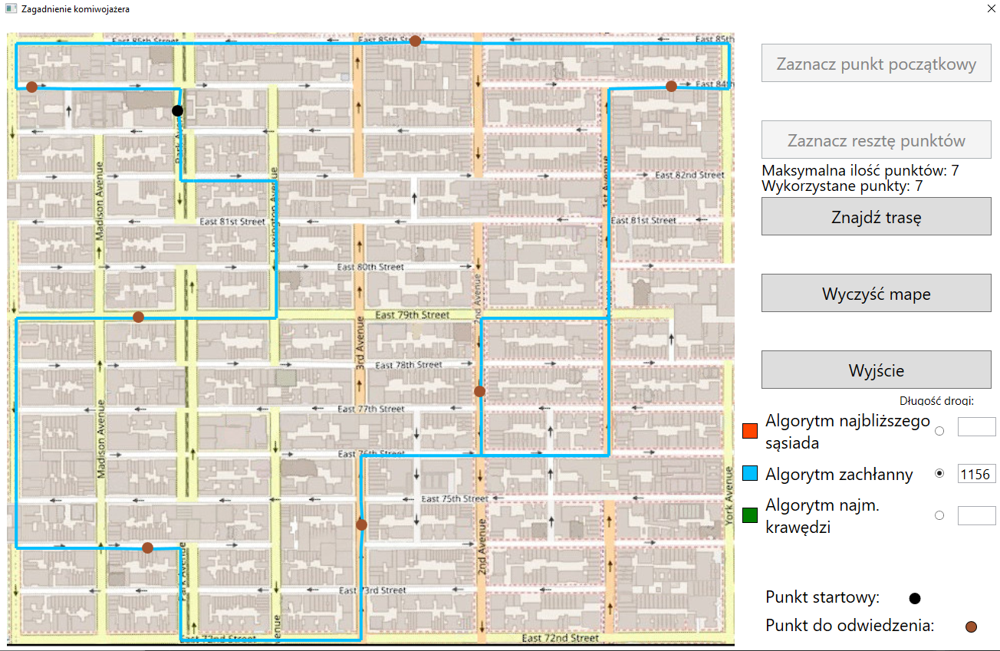 Zagadnienie komiwojażera
East 85th
East 85th
East 84th
Park Avenue
East 82nd Street
Madison Avenue
Lexington Avenue
1st Avenue
East 81st Street
East 81st Street
East 80th Street
2nd Avenue
Avenue
East 79th Street
3rd Avenue
East 78th Street
East 77th Street
Madison Avenue
East 76th Street
East 75th Street
York Avenue
2nd Avenue
Park Avenue
East 73rd Street
East 72nd Street
East 72nd Street
Zaznacz punkt początkowy
Zaznacz resztę punktów
Maksymalna ilość punktów: 7
Wykorzystane punkty: 7
Znajdź trasę
Wyczyść mape
Wyjście
Długość drogi:
Algorytm najbliższego
sąsiada
Algorytm zachłanny
1156
Algorytm najm.
krawędzi
Punkt startowy:
Punkt do odwiedzenia: